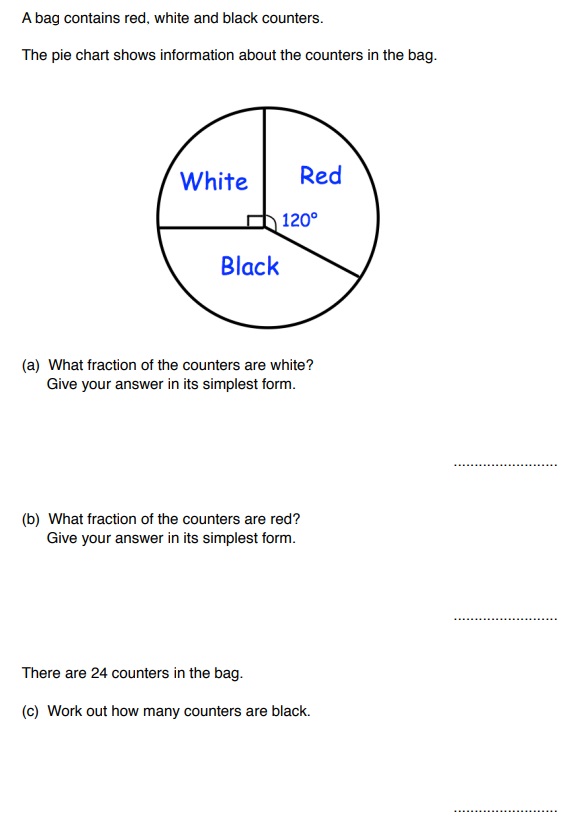 A bag contains red, white and black counters.
The pie chart shows information about the counters in the bag.
White
Red
120°
Black
(a) What fraction of the counters are white?
Give your answer in its simplest form.
..........................
(b) What fraction of the counters are red?
Give your answer in its simplest form.
..........................
There are 24 counters in the bag.
(c) Work out how many counters are black.
..........................